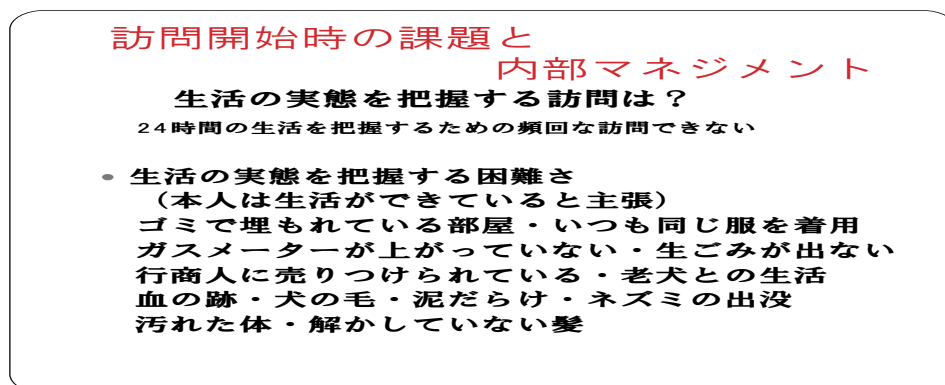 訪問開始時の課題と
内部マネジメント
生活の実態を把握する訪問は？
24時間の生活を把握するための頻回な訪問できない
• 生活の実態を把握する困難さ
（本人は生活ができていると主張）
ゴミで埋もれている部屋・いつも同じ服を着用
ガスメーターが上がっていない・生ごみが出ない
行商人に売りつけられている・老犬との生活
血の跡・犬の毛・泥だらけ・ネズミの出没
汚れた体・解かしていない髪